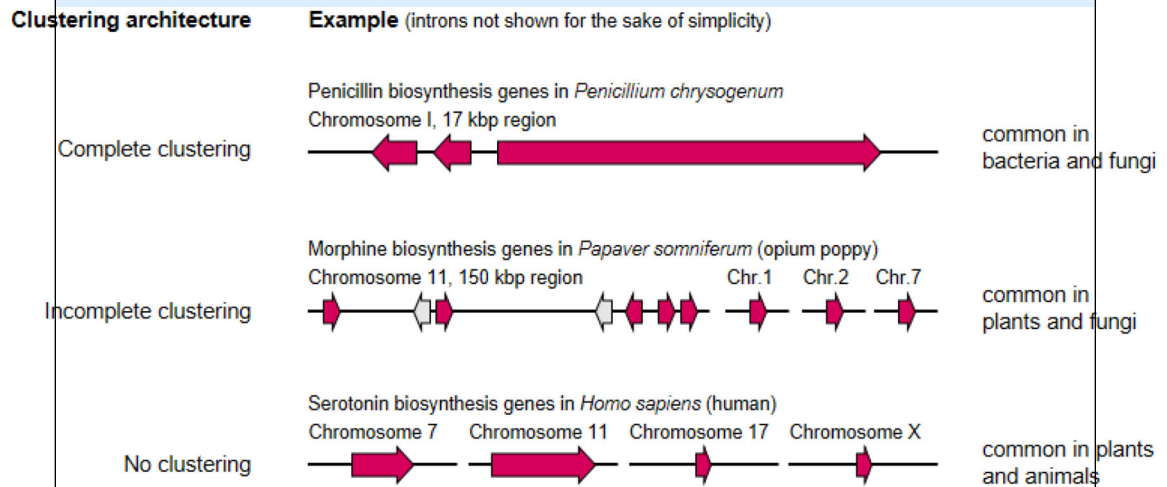 Clustering architecture Example (introns not shown for the sake of simplicity)
Penicillin biosynthesis genes in Penicillium chrysogenum
Chromosome I, 17 kbp region
Complete clustering
common in
bacteria and fungi
Morphine biosynthesis genes in Papaver somniferum (opium poppy)
Chromosome 11, 150 kbp region Chr.1 Chr.2 Chr.7
Incomplete clustering
common in
plants and fungi
Serotonin biosynthesis genes in Homo sapiens (human)
Chromosome 7 Chromosome 11 Chromosome 17 Chromosome X
No clustering
common in plants
and animals